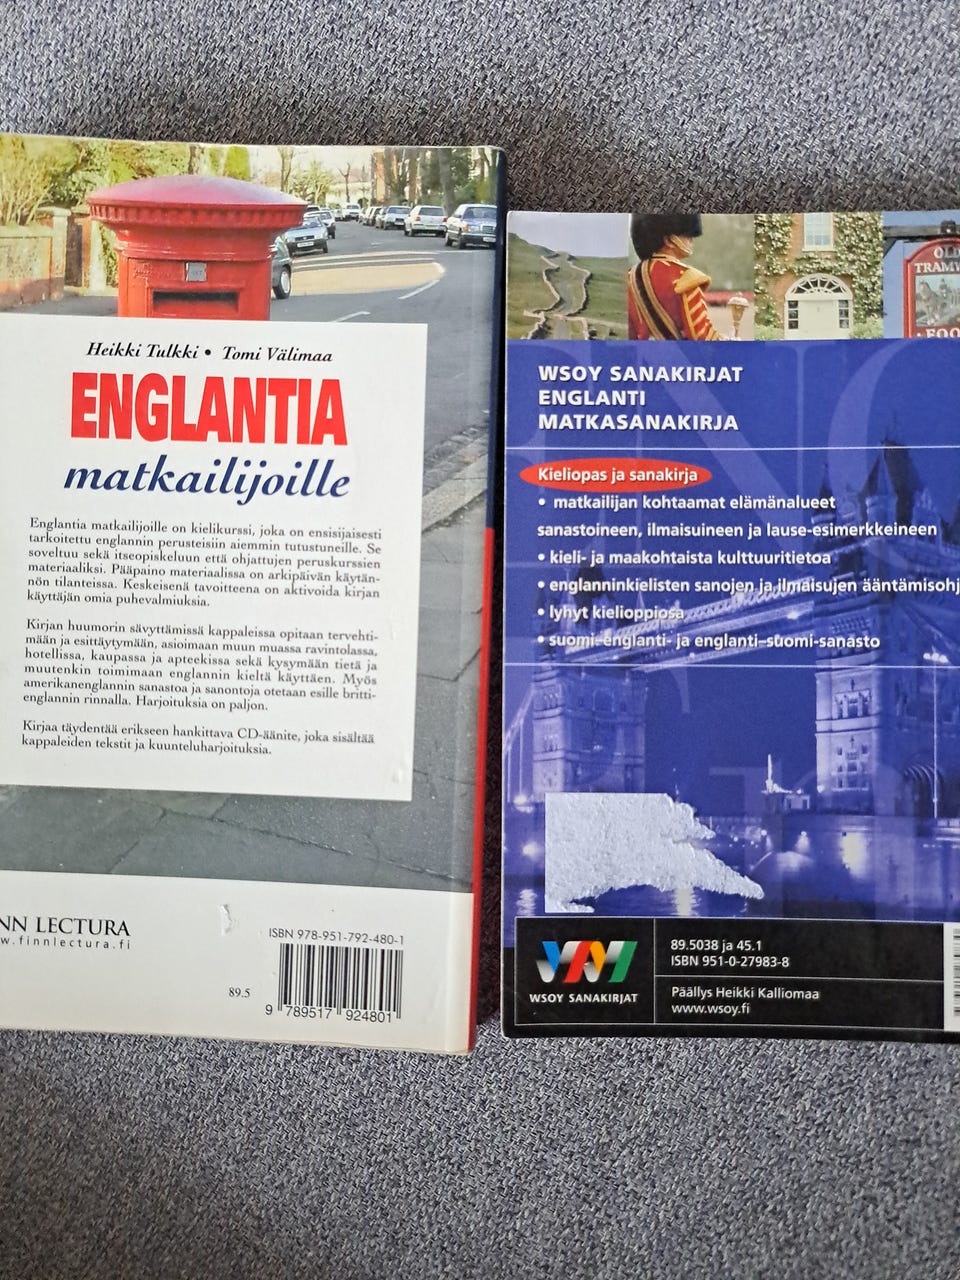 Heikki Tulkki • Tomi Välimaa
ENGLANTIA
matkailijoille
Englantia matkailijoille on kielikurssi, joka on ensisijaisesti
tarkoitettu englannin perusteisiin aiemmin tutustuneille. Se
soveltuu sekä itseopiskeluun että ohjattujen peruskurssien
materiaaliksi. Pääpaino materiaalissa on arkipäivän käytän-
nön tilanteissa. Keskeisenä tavoitteena on aktivoida kirjan
käyttäjän omia puhevalmiuksia.
Kirjan huumorin sävyttämissä kappaleissa opitaan tervehti-
mään ja esittäytymään, asioimaan muun muassa ravintolassa,
hotellissa, kaupassa ja apteekissa sekä kysymään tietä ja
muutenkin toimimaan englannin kieltä käyttäen. Myös
amerikanenglannin sanastoa ja sanontoja otetaan esille britti-
englannin rinnalla. Harjoituksia on paljon.
Kirjaa täydentää erikseen hankittava CD-äänite, joka sisältää
kappaleiden tekstit ja kuunteluharjoituksia.
NN LECTURA
w.finnlectura.fi
ISBN 978-951-792-480-1
89.5
9 789517 924801
OLD
TRAMW
FOO
WSOY SANAKIRJAT
ENGLANTI
MATKASANAKIRJA
Kieliopas ja sanakirja
• matkailijan kohtaamat elämänalueet
sanastoineen, ilmaisuineen ja lause-esimerkkeineen
• kieli- ja maakohtaista kulttuuritietoa
• englanninkielisten sanojen ja ilmaisujen ääntämisohj
• lyhyt kielioppiosa
• suomi–englanti- ja englanti–suomi-sanasto
WSOY SANAKIRJAT
89.5038 ja 45.1
ISBN 951-0-27983-8
Päällys Heikki Kalliomaa
www.wsoy.fi